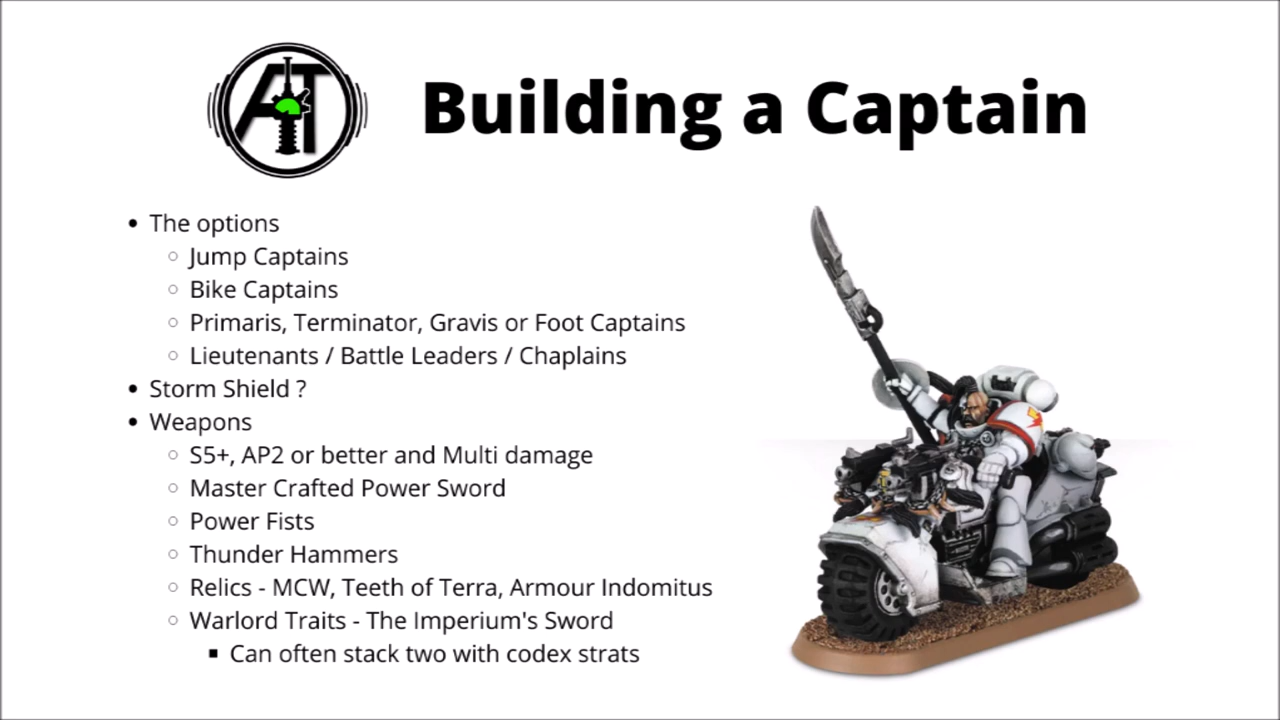 AT
Building a Captain
The options
Jump Captains
Bike Captains
Primaris, Terminator, Gravis or Foot Captains
Lieutenants / Battle Leaders / Chaplains
Storm Shield ?
Weapons
S5+, AP2 or better and Multi damage
Master Crafted Power Sword
Power Fists
Thunder Hammers
Relics - MCW, Teeth of Terra, Armour Indomitus
Warlord Traits - The Imperium's Sword
Can often stack two with codex strats